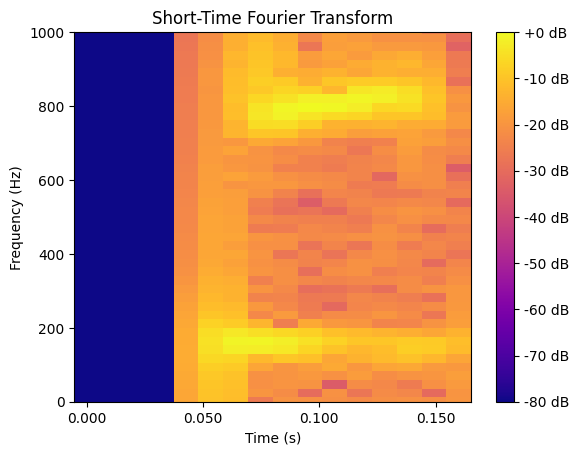 Short-Time Fourier Transform
Frequency (Hz)
1000
800
600
400
200
0
0.000
0.050
0.100
0.150
Time (s)
+0 dB
-10 dB
-20 dB
-30 dB
-40 dB
-50 dB
-60 dB
-70 dB
-80 dB